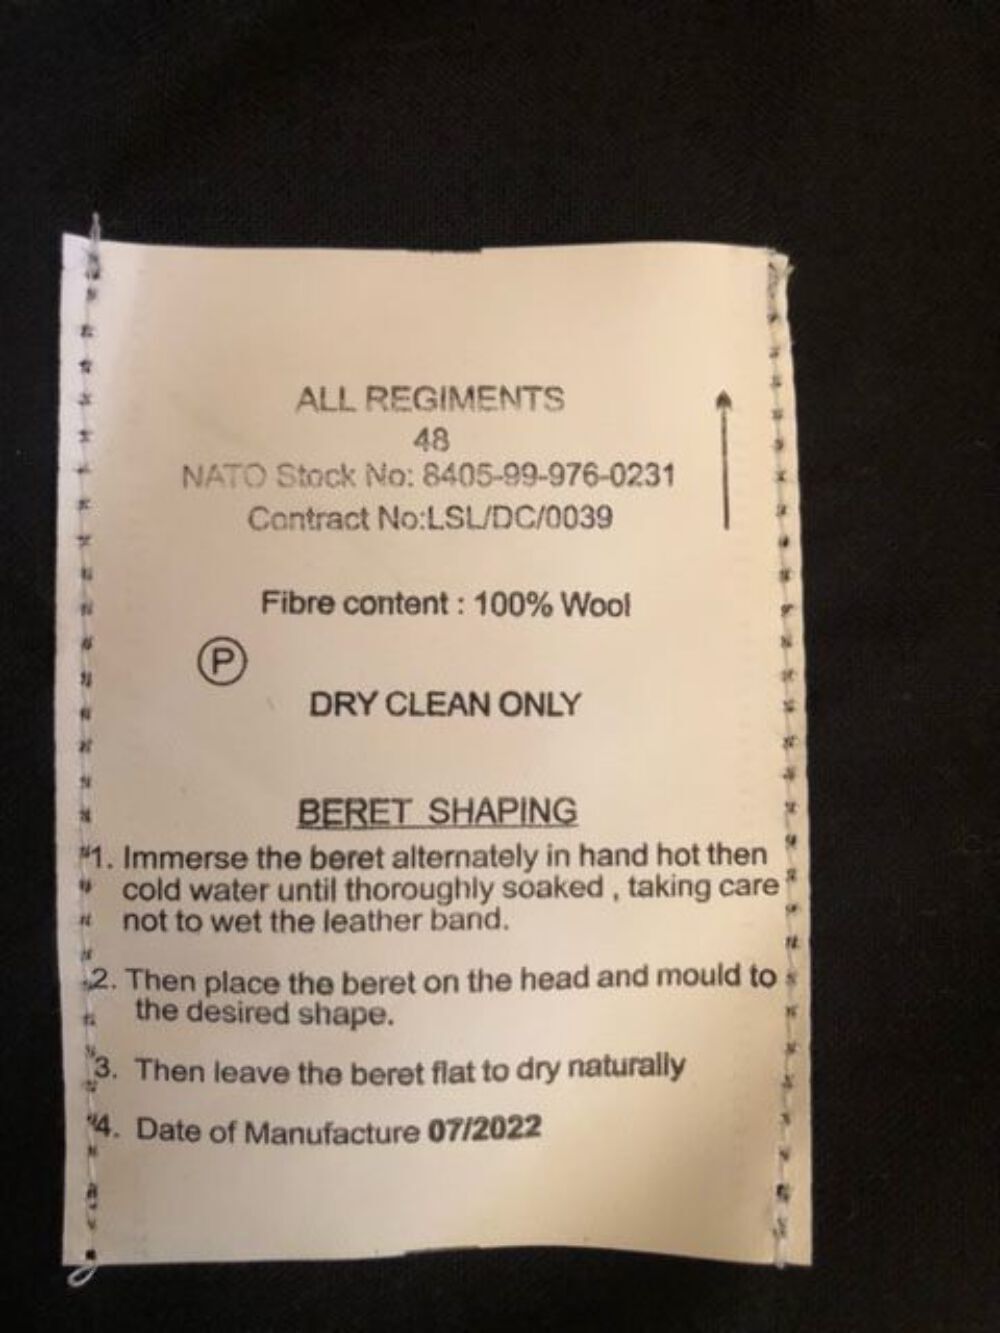 ALL REGIMENTS
48
NATO Stock No: 8405-99-976-0231
Contract No:LSL/DC/0039
Fibre content : 100% Wool
P
DRY CLEAN ONLY
BERET SHAPING
1. Immerse the beret alternately in hand hot then
cold water until thoroughly soaked , taking care
not to wet the leather band.
2. Then place the beret on the head and mould to
the desired shape.
3. Then leave the beret flat to dry naturally
4. Date of Manufacture 07/2022